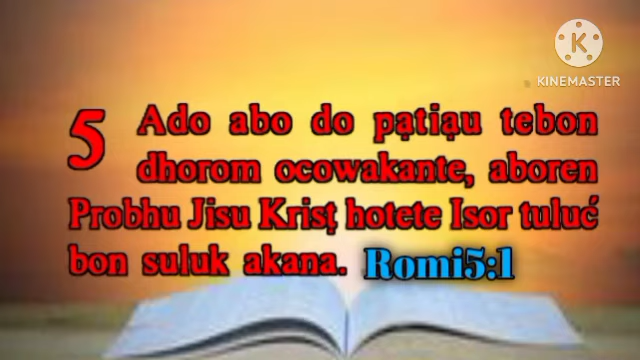 KINEMASTER
5 Ado abo do pạtiạu tebon
dhorom ocowakante, aboren
Probhu Jisu Krisṭ hotete Isor tuluć
bon suluk akana. Romi5:1